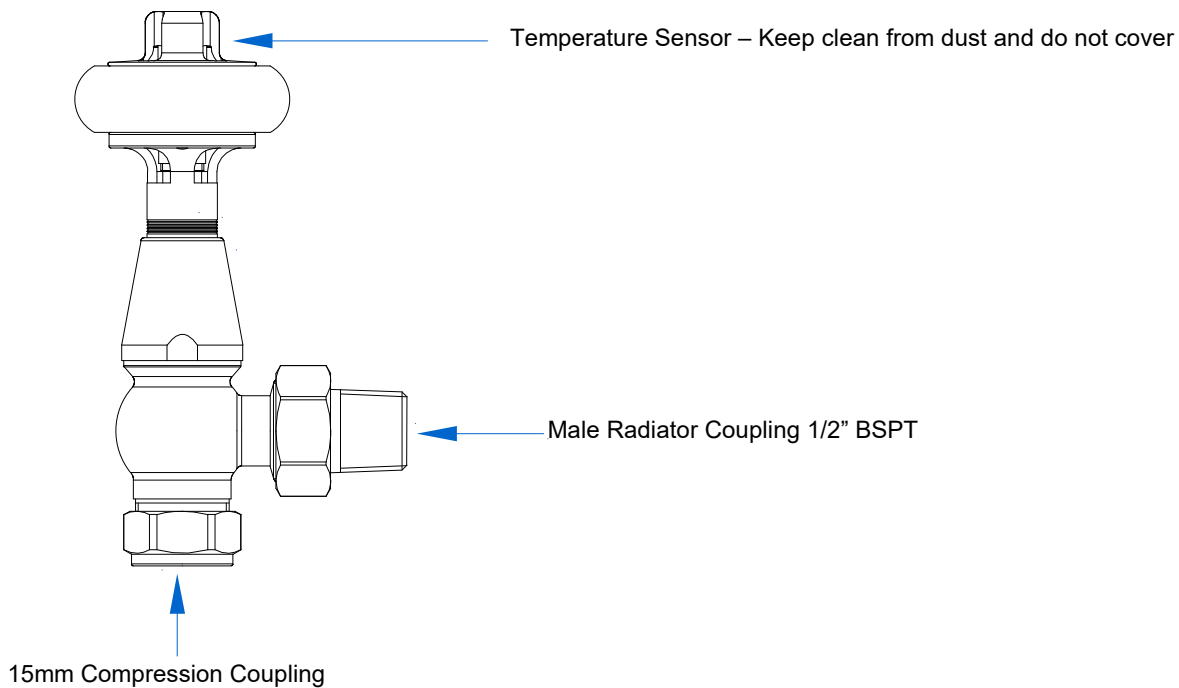 Temperature Sensor – Keep clean from dust and do not cover
Male Radiator Coupling 1/2” BSPT
15mm Compression Coupling